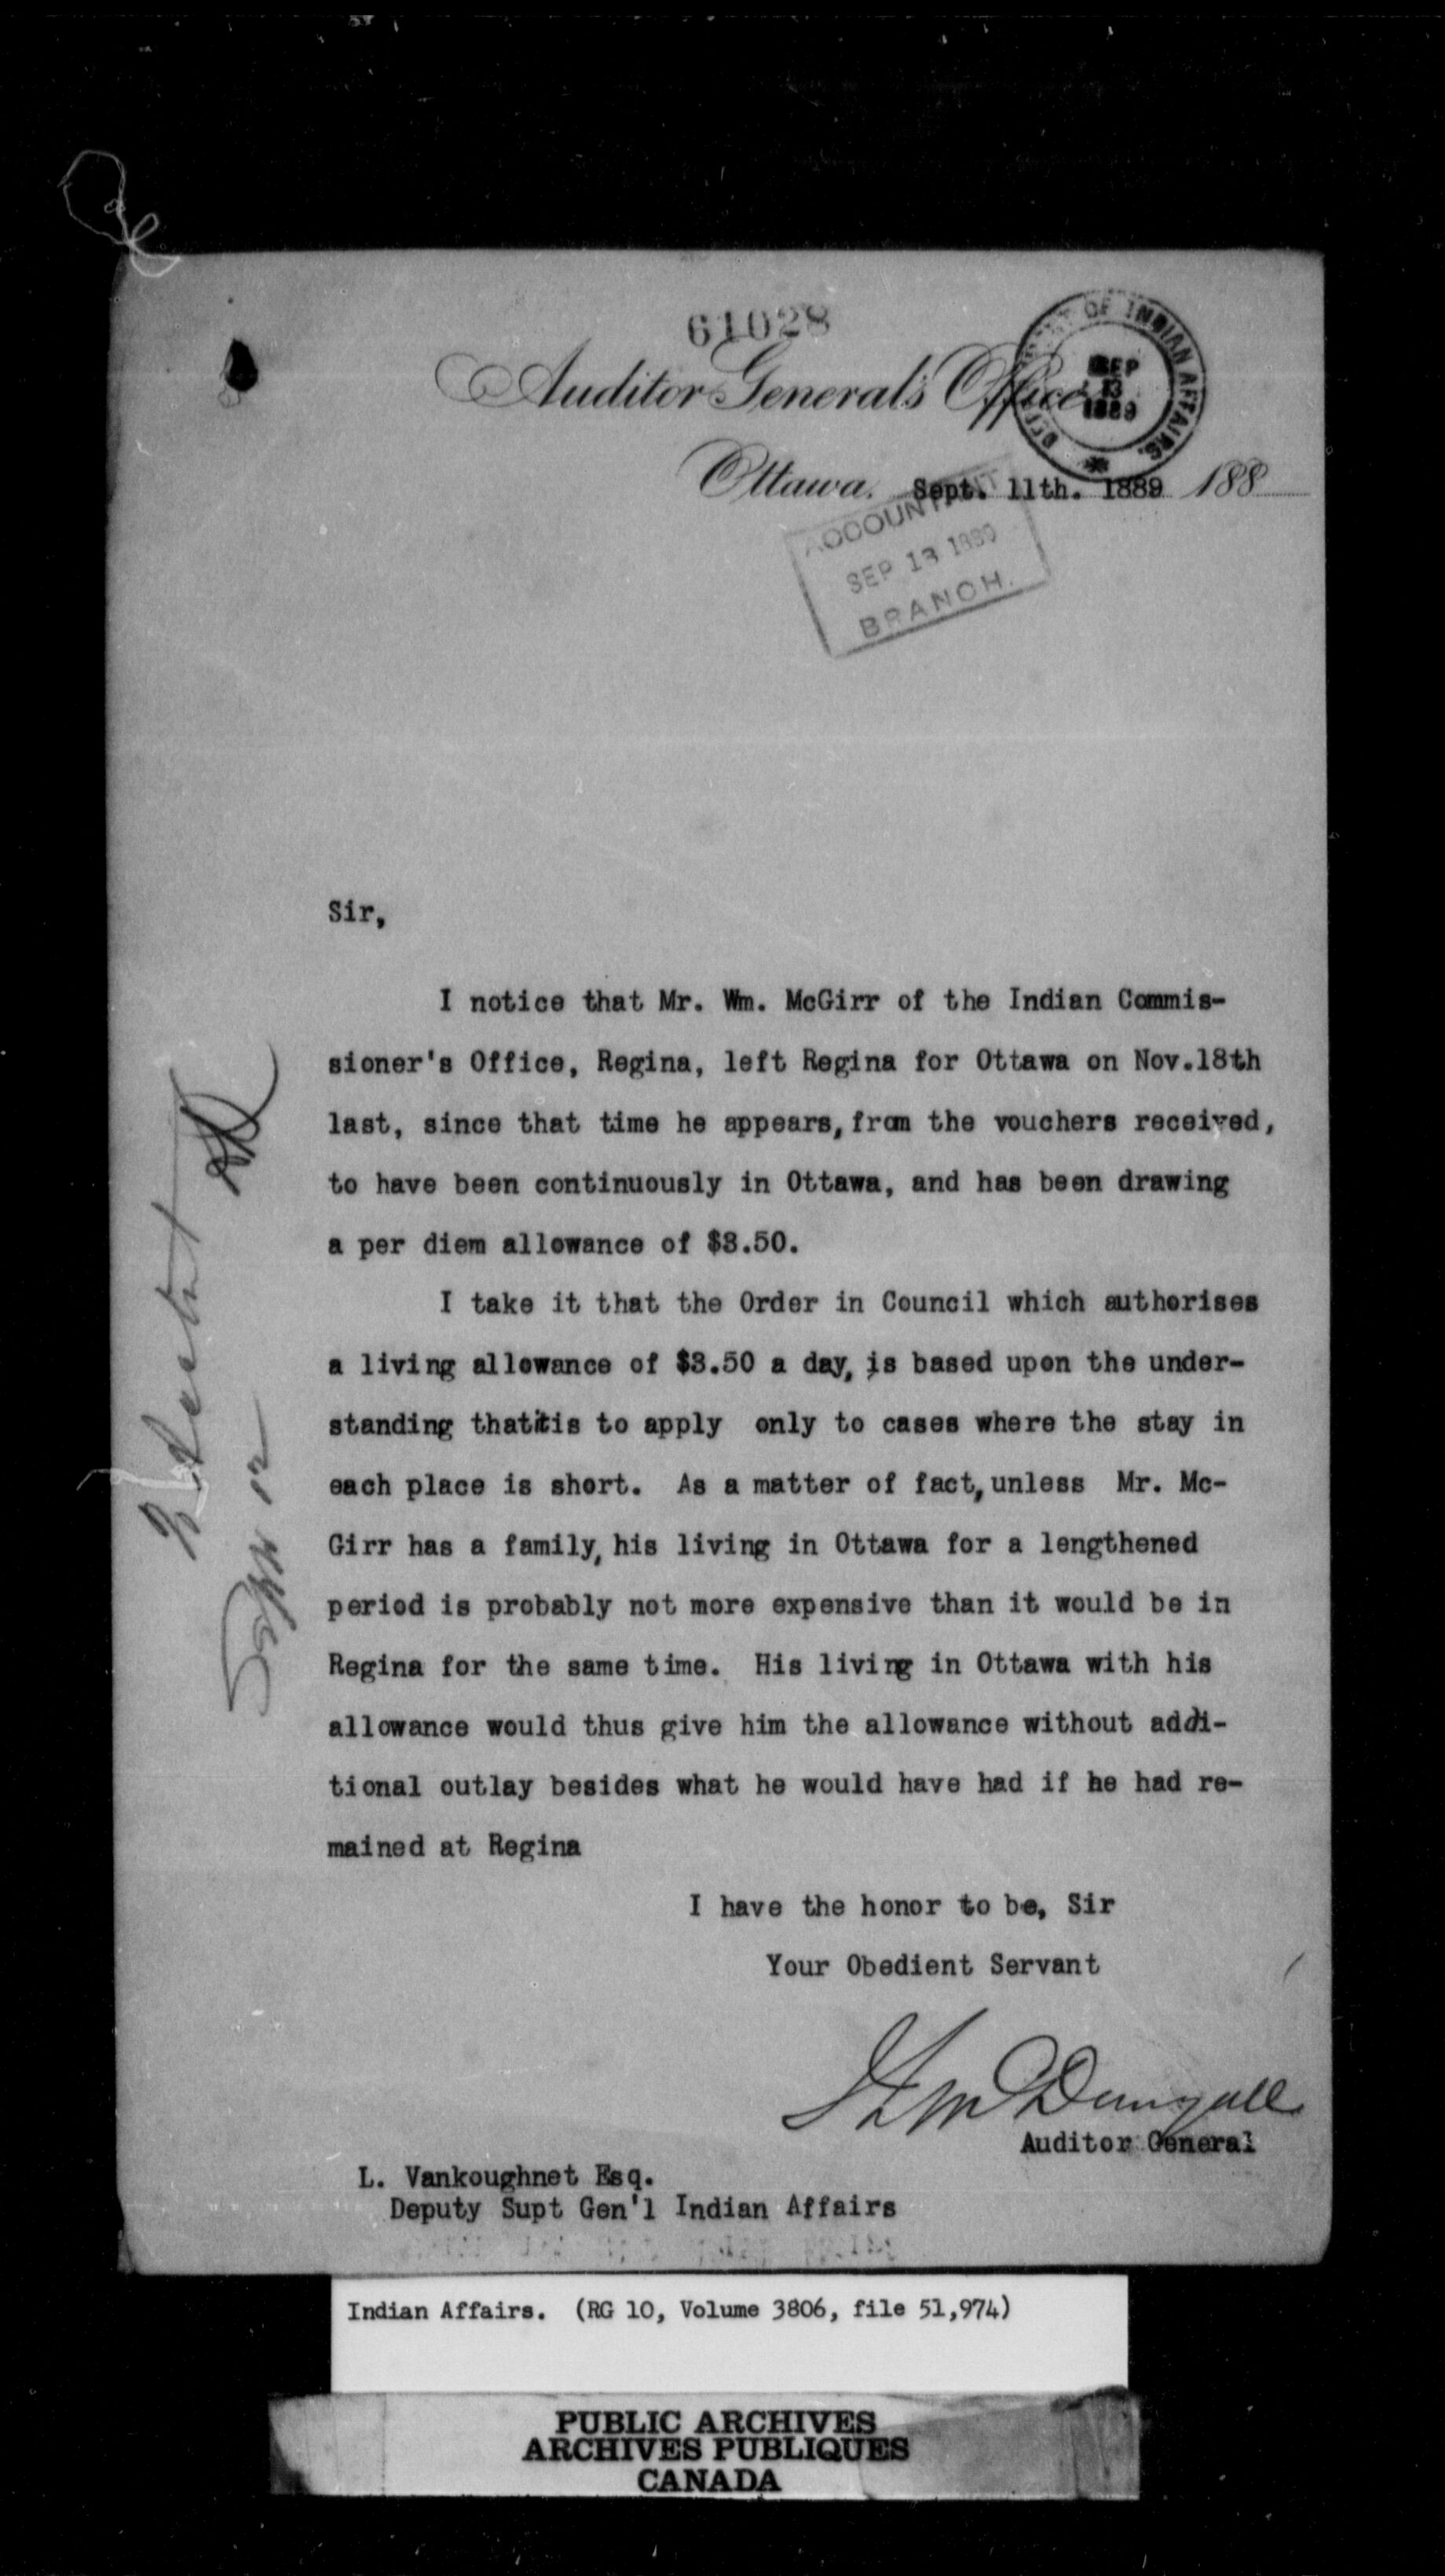 61028
Auditor General's Office
DEPARTMENT OF INDIAN AFFAIRS.
SEP
13
1889
Ottawa. Sept. 11th. 1889 188
ACCOUNTANT
SEP 13 1889
BRANCH.
Sir,
I notice that Mr. Wm. McGirr of the Indian Commis-
sioner's Office, Regina, left Regina for Ottawa on Nov.18th
last, since that time he appears, from the vouchers received,
to have been continuously in Ottawa, and has been drawing
a per diem allowance of $3.50.
I take it that the Order in Council which authorises
a living allowance of $3.50 a day, is based upon the under-
standing thatitis to apply only to cases where the stay in
each place is short. As a matter of fact, unless Mr. Mc-
Girr has a family, his living in Ottawa for a lengthened
period is probably not more expensive than it would be in
Regina for the same time. His living in Ottawa with his
allowance would thus give him the allowance without addi-
tional outlay besides what he would have had if he had re-
mained at Regina
I have the honor to be, Sir
Your Obedient Servant
J L McDougall
Auditor General
L. Vankoughnet Esq.
Deputy Supt Gen'l Indian Affairs
Indian Affairs. (RG 10, Volume 3806, file 51,974)
PUBLIC ARCHIVES
ARCHIVES PUBLIQUES
CANADA